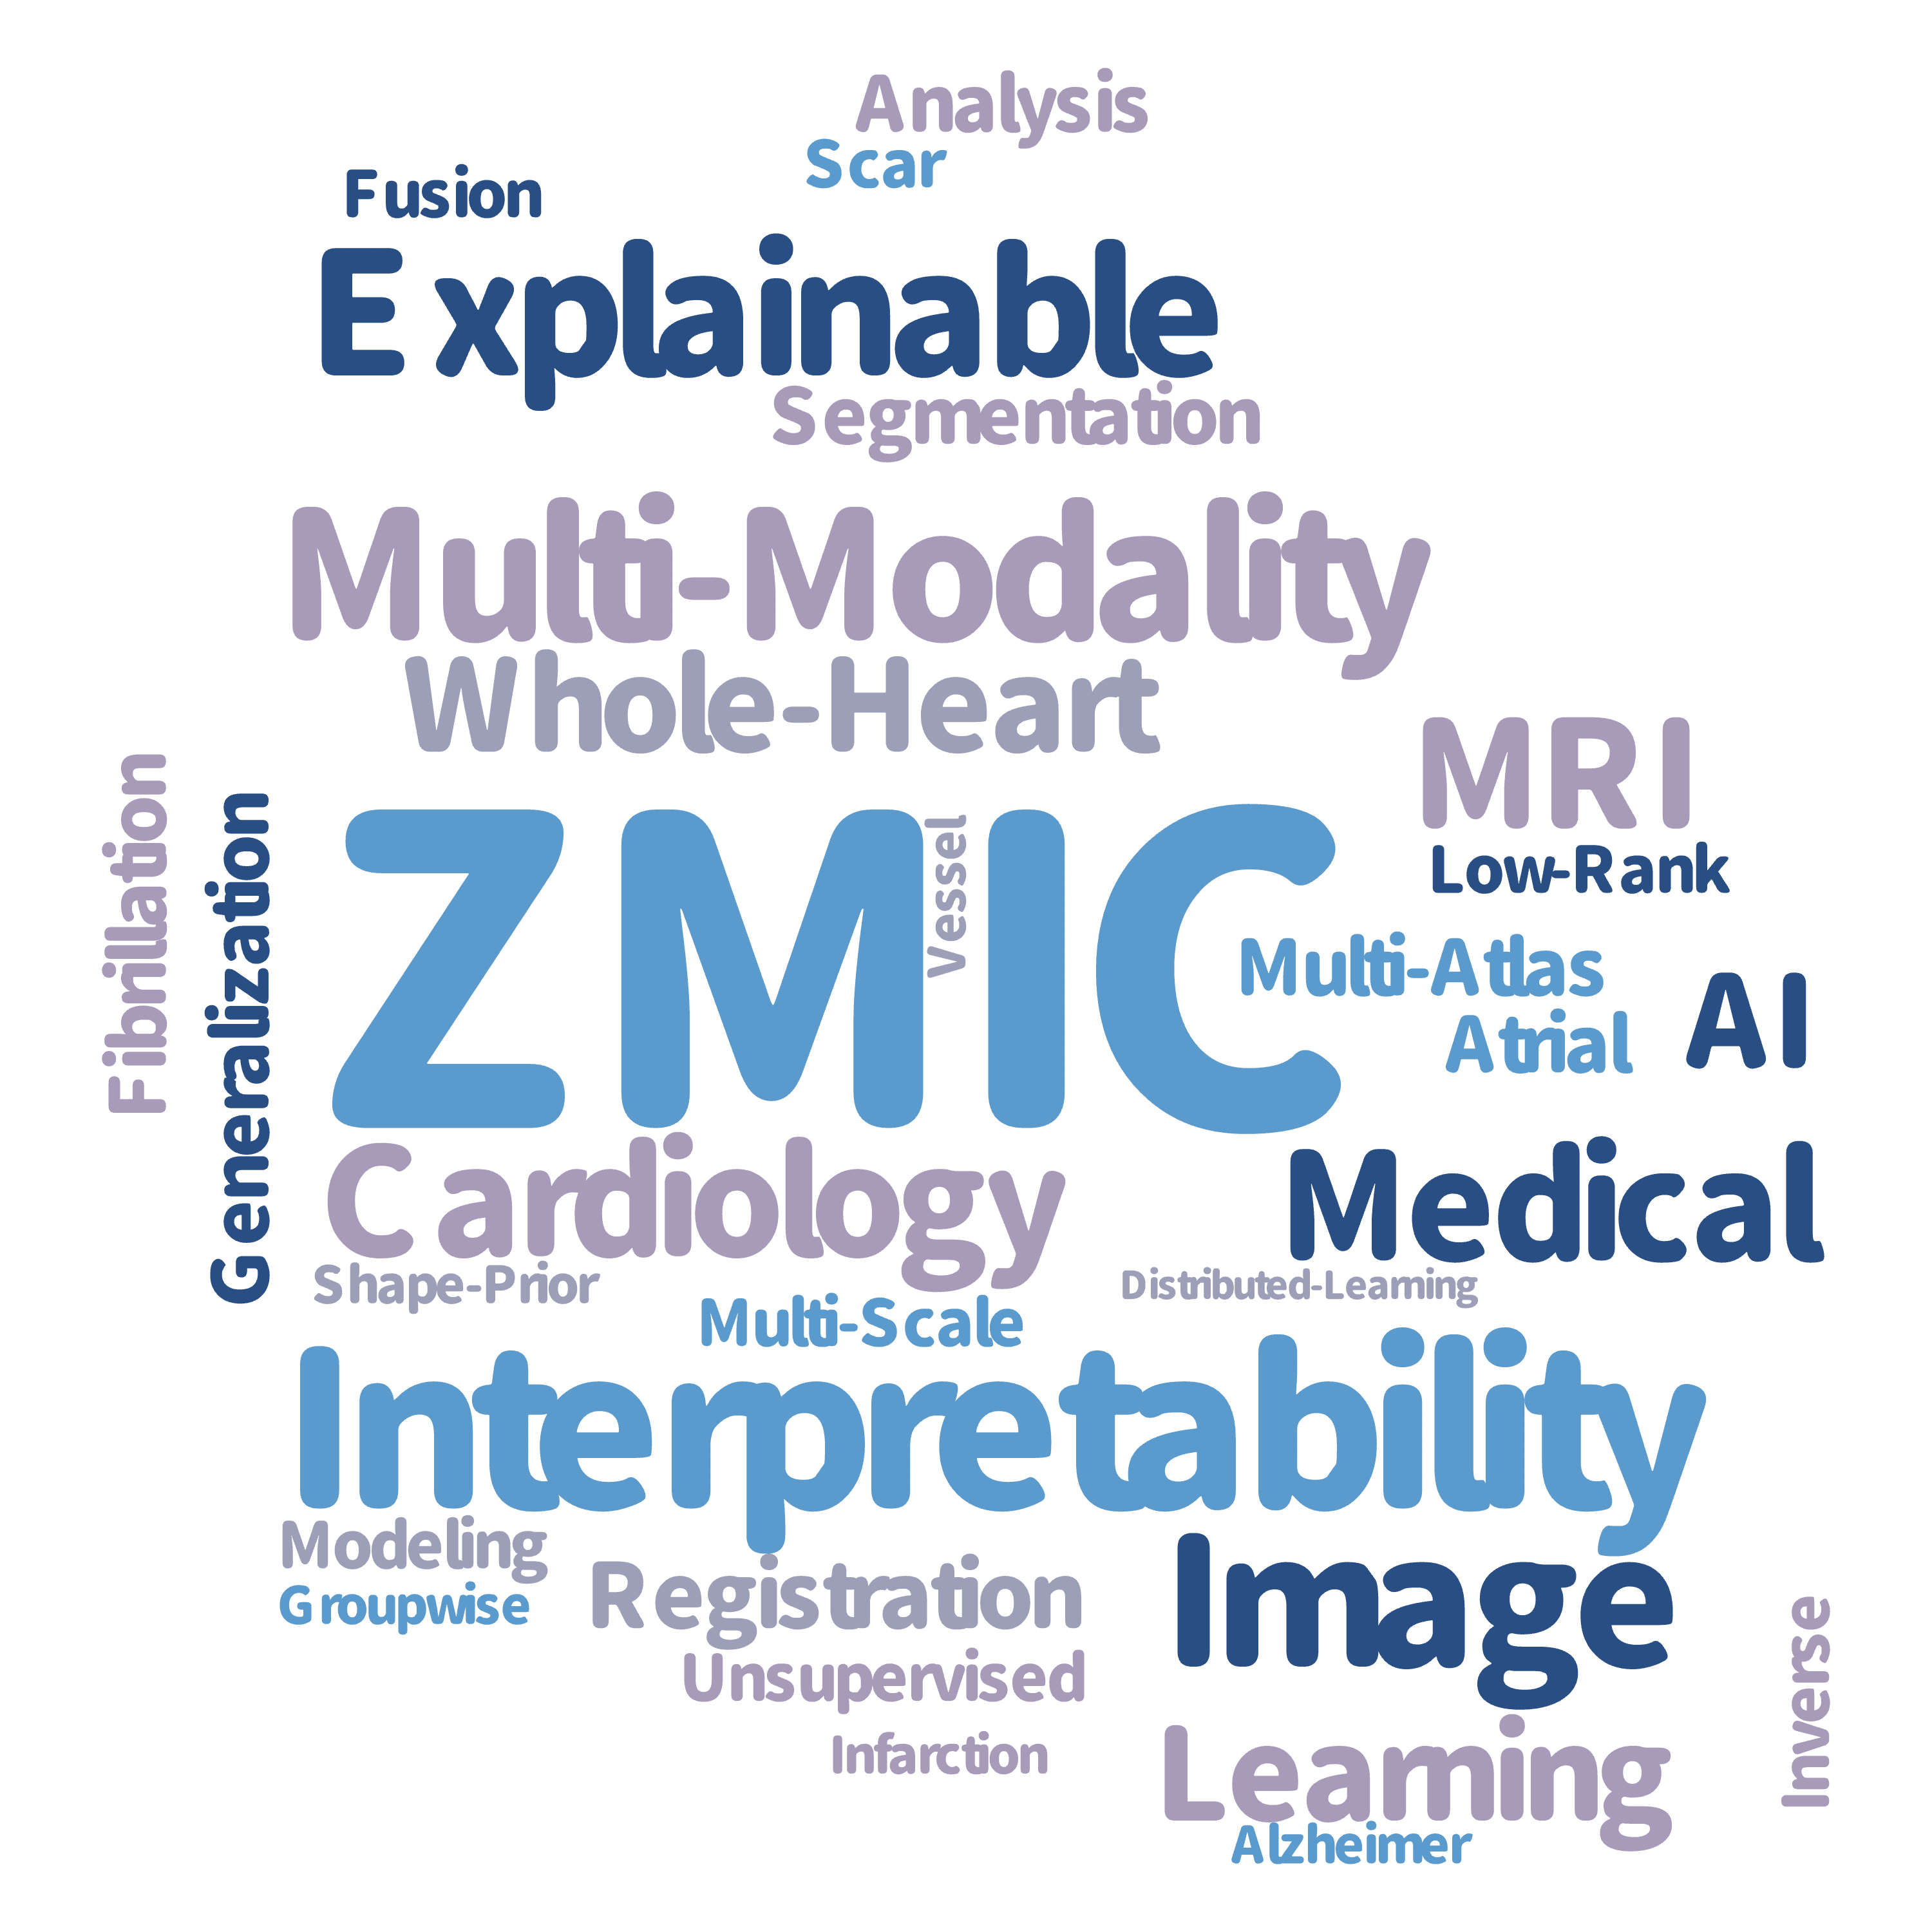 Analysis
Scar
Fusion
Explainable
Segmentation
Multi-Modality
Whole-Heart
MRI
Low-Rank
Fibrillation
Generalization
ZMIC
Vessel
Multi-Atlas
Atrial
AI
Cardiology
Medical
Shape-Prior
Distributed-Learning
Multi-Scale
Interpretability
Modeling
Groupwise
Registration
Image
Unsupervised
Inverse
Infarction
Learning
Alzheimer